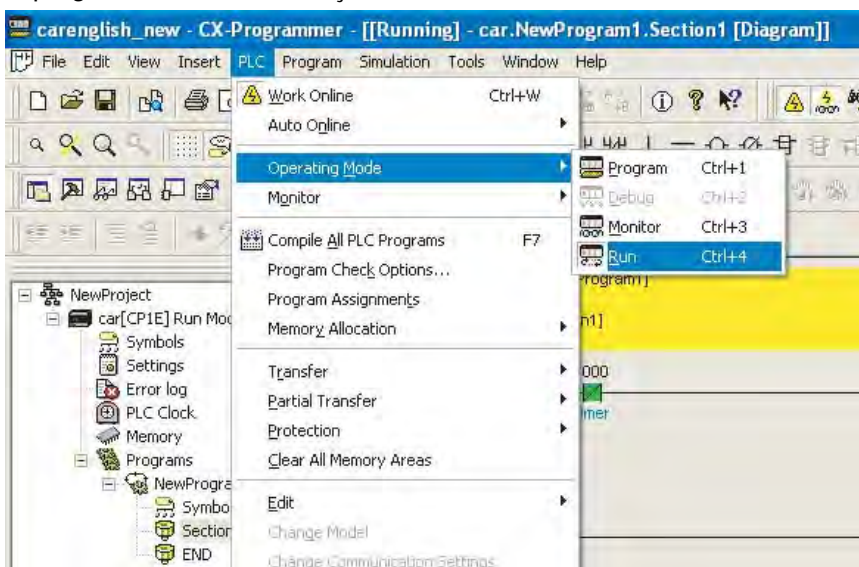 carenglish_new - CX-Programmer - [[Running] - car.NewProgram1.Section1 [Diagram]]
File Edit View Insert PLC Program Simulation Tools Window Help
Work Online Ctrl+W
Auto Online
Operating Mode
Program Ctrl+1
Monitor
Debug Ctrl+2
Monitor Ctrl+3
Compile All PLC Programs F7
Run Ctrl+4
Program Check Options...
Program Assignments
Memory Allocation
Transfer
Partial Transfer
Protection
Clear All Memory Areas
Edit
Change Model
Change Communication Settings
NewProject
car[CP1E] Run Mod
Symbols
Settings
Error log
PLC Clock
Memory
Programs
NewProgra
Symbo
Section
END
rogram1]
n1]
000
imer